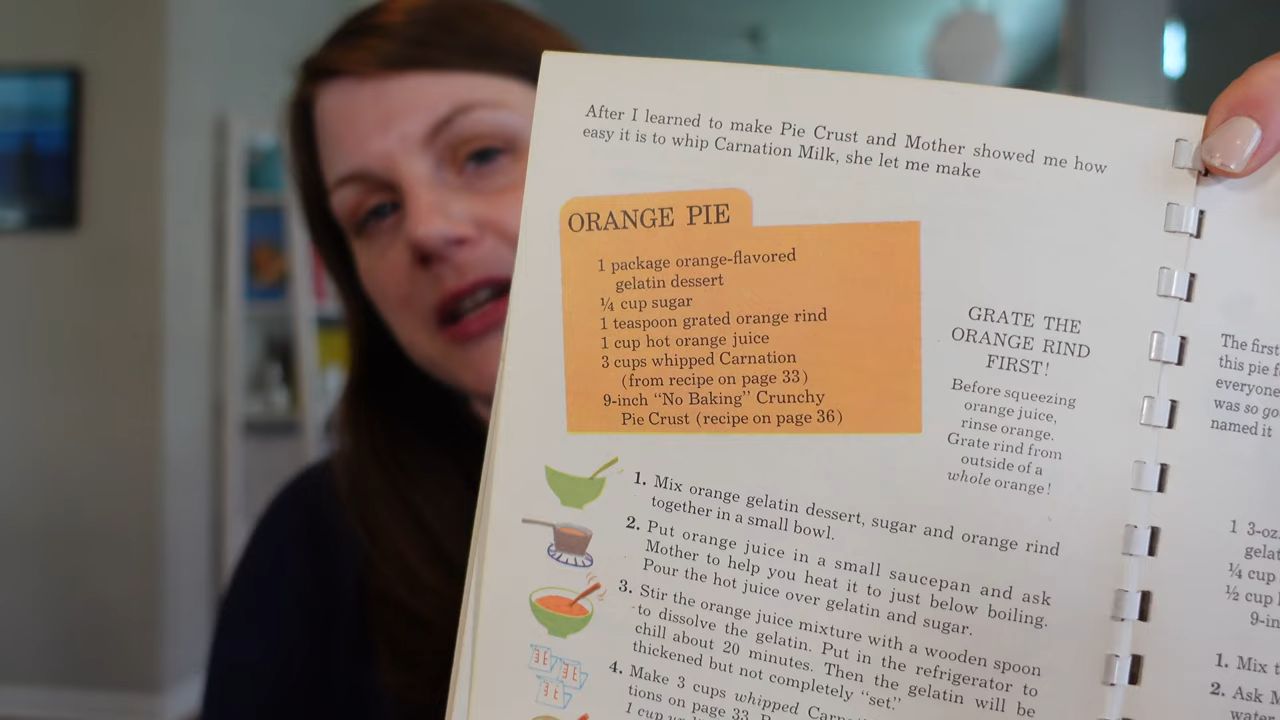 After I learned to make Pie Crust and Mother showed me how
easy it is to whip Carnation Milk, she let me make
ORANGE PIE
1 package orange-flavored
gelatin dessert
¼ cup sugar
1 teaspoon grated orange rind
1 cup hot orange juice
3 cups whipped Carnation
(from recipe on page 33)
9-inch “No Baking” Crunchy
Pie Crust (recipe on page 36)
GRATE THE
ORANGE RIND
FIRST!
Before squeezing
orange juice,
rinse orange.
Grate rind from
outside of a
whole orange!
1. Mix orange gelatin dessert, sugar and orange rind
together in a small bowl.
2. Put orange juice in a small saucepan and ask
Mother to help you heat it to just below boiling.
Pour the hot juice over gelatin and sugar.
3. Stir the orange juice mixture with a wooden spoon
to dissolve the gelatin. Put in the refrigerator to
chill about 20 minutes. Then the gelatin will be
thickened but not completely “set.”
4. Make 3 cups whipped
tions on page 33.
1 cup
The first
this pie
everyone
was so go
named it
1 3-oz.
¼ cup
½ cup
9-in
1. Mix
2. Ask